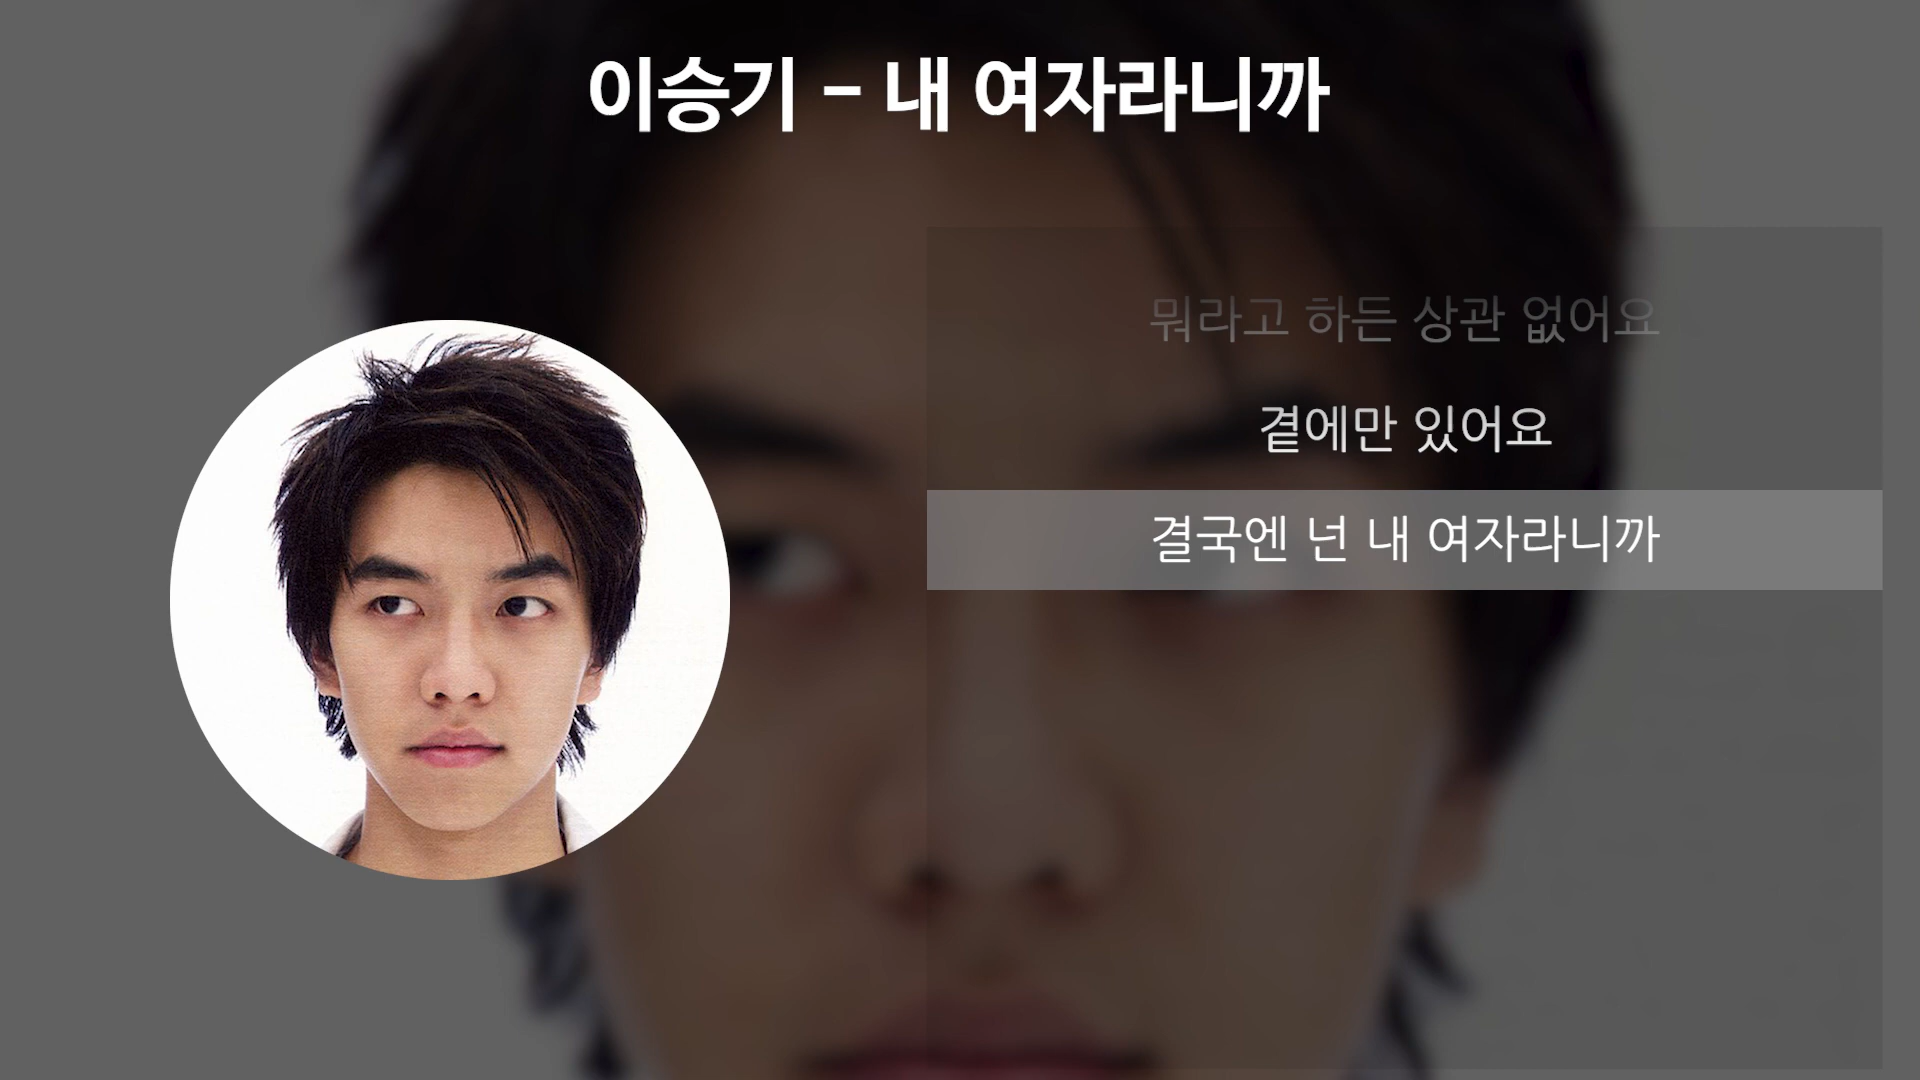 이승기 - 내 여자라니까
뭐라고 하든 상관 없어요
곁에만 있어요
결국엔 넌 내 여자라니까